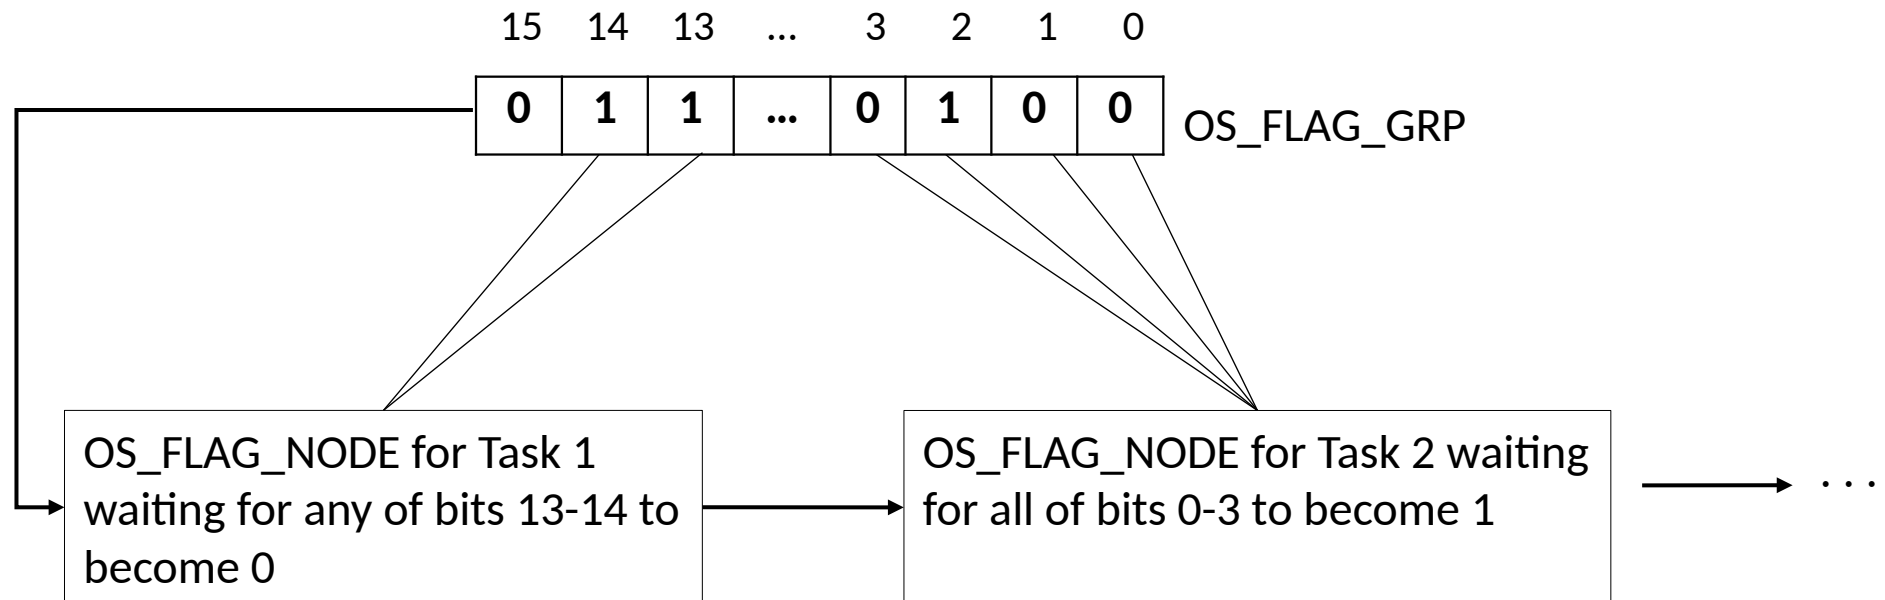 15 14 13 ... 3 2 1 0
0 1 1 ... 0 1 0 0
OS_FLAG_GRP
OS_FLAG_NODE for Task 1
waiting for any of bits 13-14 to
become 0
OS_FLAG_NODE for Task 2 waiting
for all of bits 0-3 to become 1
. . .